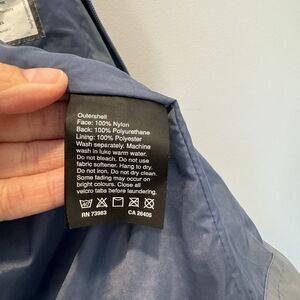 Outershell
Face: 100% Nylon
Back: 100% Polyurethane
Lining: 100% Polyester
Wash separately. Machine
wash in luke warm water.
Do not bleach. Do not use
fabric softener. Hang to dry.
Do not iron. Do not dry clean.
Some fading may occur on
bright colours. Close all
velcro tabs before laundering.
RN 73983 CA 26405